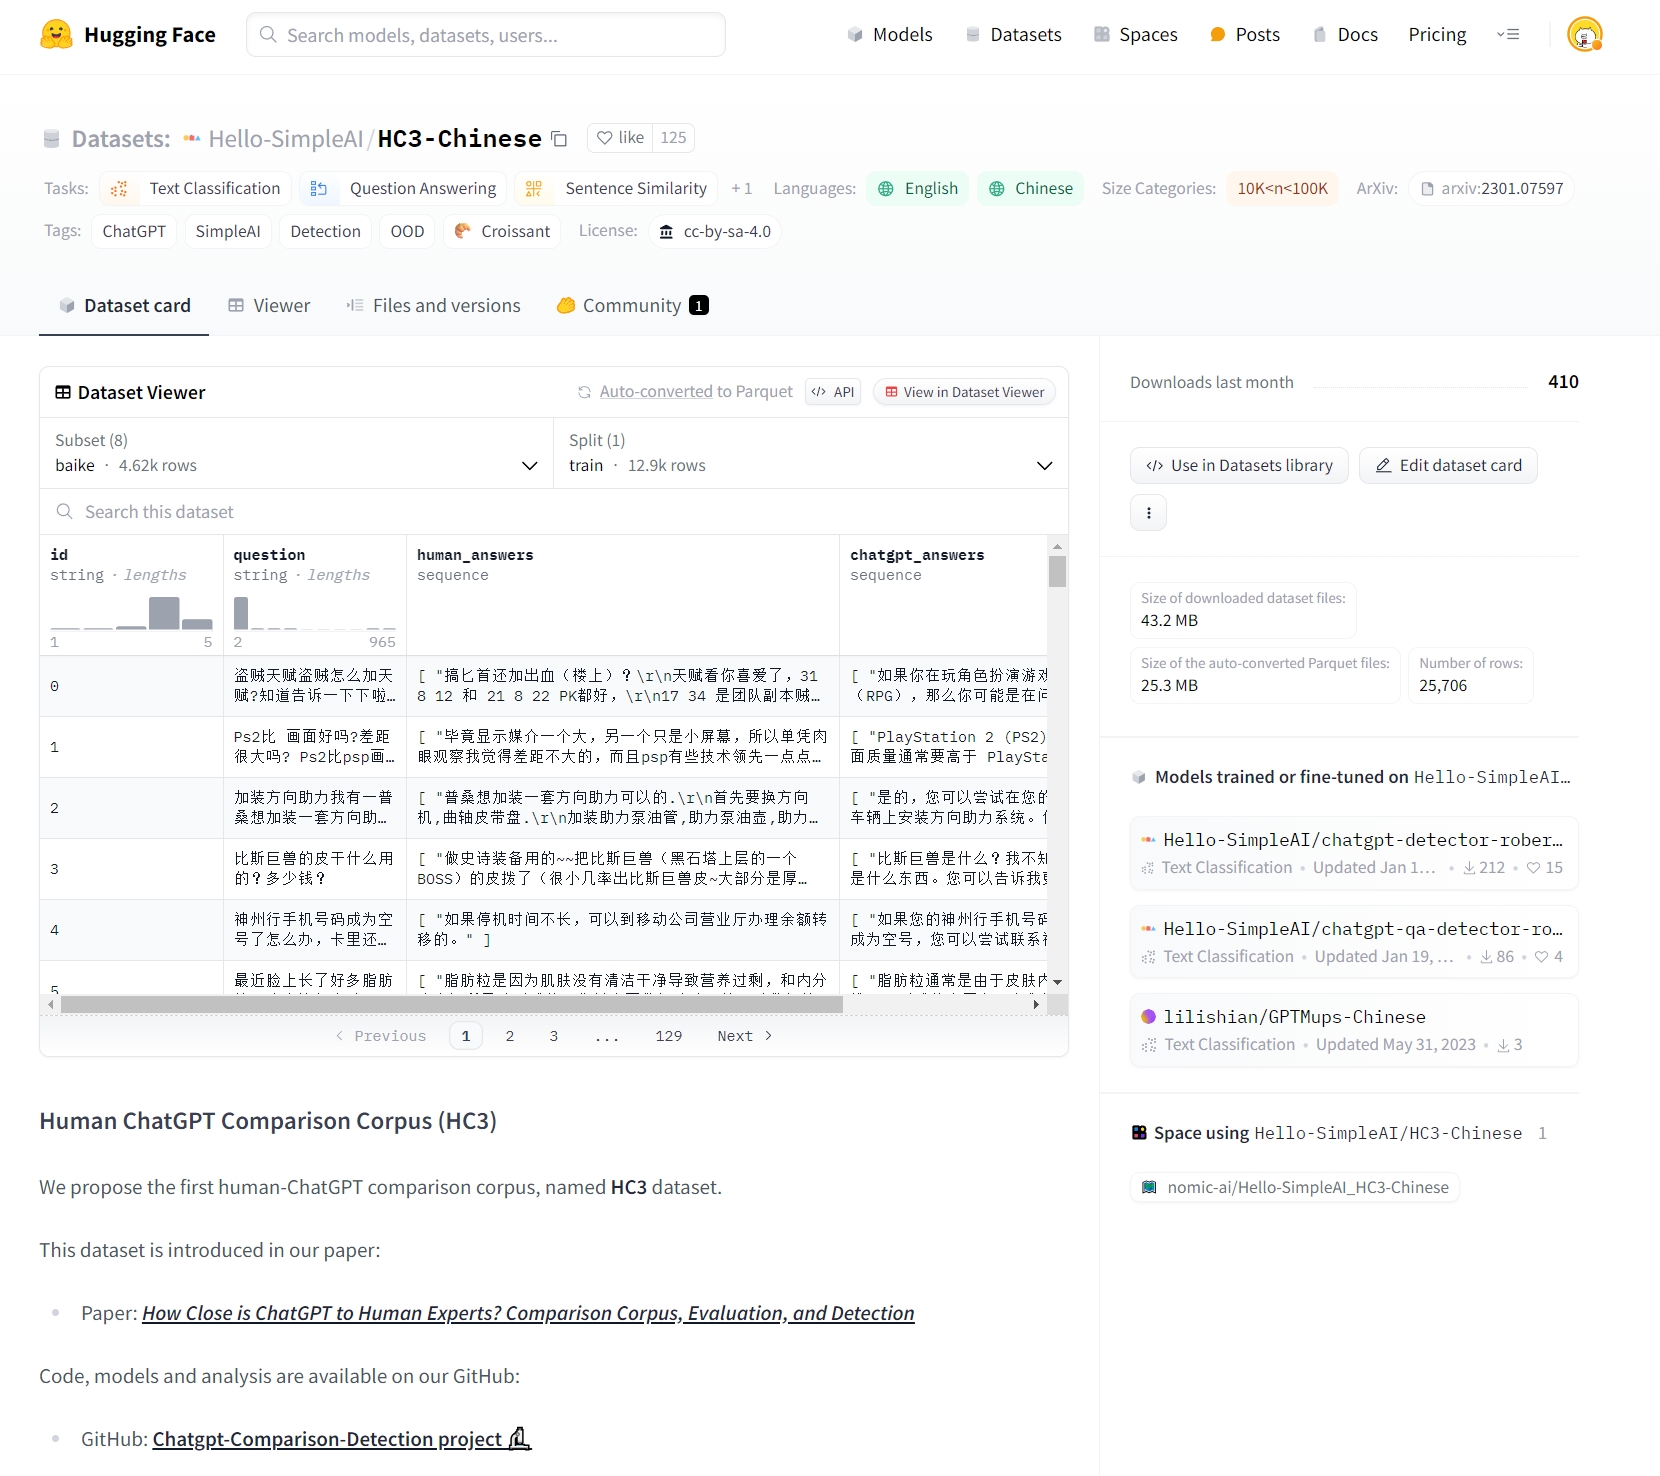 Hugging Face
Search models, datasets, users...
Models
Datasets
Spaces
Posts
Docs
Pricing
Datasets: Hello-SimpleAI/HC3-Chinese
like 125
Tasks: Text Classification Question Answering Sentence Similarity + 1 Languages: English Chinese Size Categories: 10K<n<100K ArXiv: arxiv:2301.07597
Tags: ChatGPT SimpleAI Detection OOD Croissant License: cc-by-sa-4.0
Dataset card
Viewer
Files and versions
Community 1
Dataset Viewer
Auto-converted to Parquet
</> API
View in Dataset Viewer
Subset (8)
baike · 4.62k rows
Split (1)
train · 12.9k rows
Search this dataset
id
string · lengths
1 5
question
string · lengths
2 965
human_answers
sequence
chatgpt_answers
sequence
0
盗贼天赋盗贼怎么加天
赋?知道告诉一下下啦…
[ "搞匕首还加出血（楼上）？\r\n天赋看你喜爱了，31
8 12 和 21 8 22 PK都好，\r\n17 34 是团队副本贼…
[ "如果你在玩角色扮演游戏
（RPG），那么你可能是在问
1
Ps2比 画面好吗?差距
很大吗? Ps2比psp画…
[ "毕竟显示媒介一个大，另一个只是小屏幕，所以单凭肉
眼观察我觉得差距不大的，而且psp有些技术领先一点点…
[ "PlayStation 2 (PS2)
面质量通常要高于 PlaySta
2
加装方向助力我有一普
桑想加装一套方向助…
[ "普桑想加装一套方向助力可以的.\r\n首先要换方向
机,曲轴皮带盘.\r\n加装助力泵油管,助力泵油壶,助力…
[ "是的，您可以尝试在您的
车辆上安装方向助力系统。
3
比斯巨兽的皮干什么用
的？多少钱？
[ "做史诗装备用的~~把比斯巨兽（黑石塔上层的一个
BOSS）的皮拨了（很小几率出比斯巨兽皮~大部分是厚…
[ "比斯巨兽是什么？我不知
是什么东西。您可以告诉我
4
神州行手机号码成为空
号了怎么办，卡里还…
[ "如果停机时间不长，可以到移动公司营业厅办理余额转
移的。" ]
[ "如果您的神州行手机号码
成为空号，您可以尝试联系
5
最近脸上长了好多脂肪
[ "脂肪粒是因为肌肤没有清洁干净导致营养过剩，和内分
[ "脂肪粒通常是由于皮肤内
Previous 1 2 3 ... 129 Next
Human ChatGPT Comparison Corpus (HC3)
We propose the first human-ChatGPT comparison corpus, named HC3 dataset.
This dataset is introduced in our paper:
Paper: How Close is ChatGPT to Human Experts? Comparison Corpus, Evaluation, and Detection
Code, models and analysis are available on our GitHub:
GitHub: Chatgpt-Comparison-Detection project
Downloads last month
410
</> Use in Datasets library
Edit dataset card
Size of downloaded dataset files:
43.2 MB
Size of the auto-converted Parquet files:
25.3 MB
Number of rows:
25,706
Models trained or fine-tuned on Hello-SimpleAI…
Hello-SimpleAI/chatgpt-detector-rober…
Text Classification • Updated Jan 1… • 212 • 15
Hello-SimpleAI/chatgpt-qa-detector-ro…
Text Classification • Updated Jan 19, … • 86 • 4
lilishian/GPTMups-Chinese
Text Classification • Updated May 31, 2023 • 3
Space using Hello-SimpleAI/HC3-Chinese 1
nomic-ai/Hello-SimpleAI_HC3-Chinese